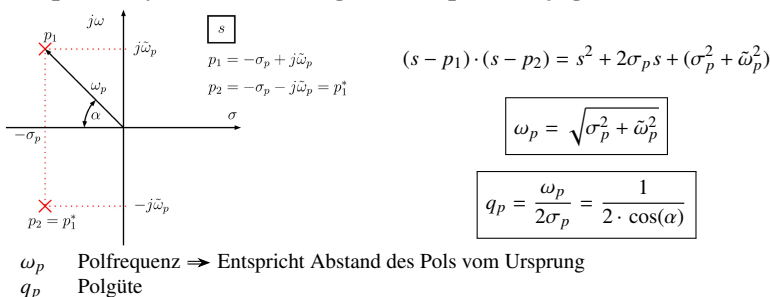 jω
s
p₁
jω̃ₚ
p₁ = −σₚ + jω̃ₚ
p₂ = −σₚ − jω̃ₚ = p₁*
ωₚ
α
σ
−σₚ
−jω̃ₚ
p₂ = p₁*
(s − p₁) · (s − p₂) = s² + 2σₚs + (σₚ² + ω̃ₚ²)
ωₚ = √(σₚ² + ω̃ₚ²)
qₚ = ωₚ / 2σₚ = 1 / 2 · cos(α)
ωₚ Polfrequenz ⇒ Entspricht Abstand des Pols vom Ursprung
qₚ Polgüte